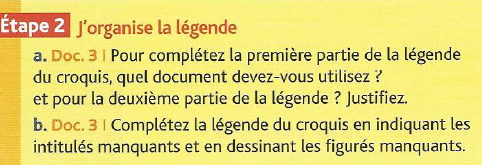 Étape 2 J'organise la légende
a. Doc. 3 | Pour complétez la première partie de la légende
du croquis, quel document devez-vous utilisez ?
et pour la deuxième partie de la légende ? Justifiez.
b. Doc. 3 | Complétez la légende du croquis en indiquant les
intitulés manquants et en dessinant les figurés manquants.